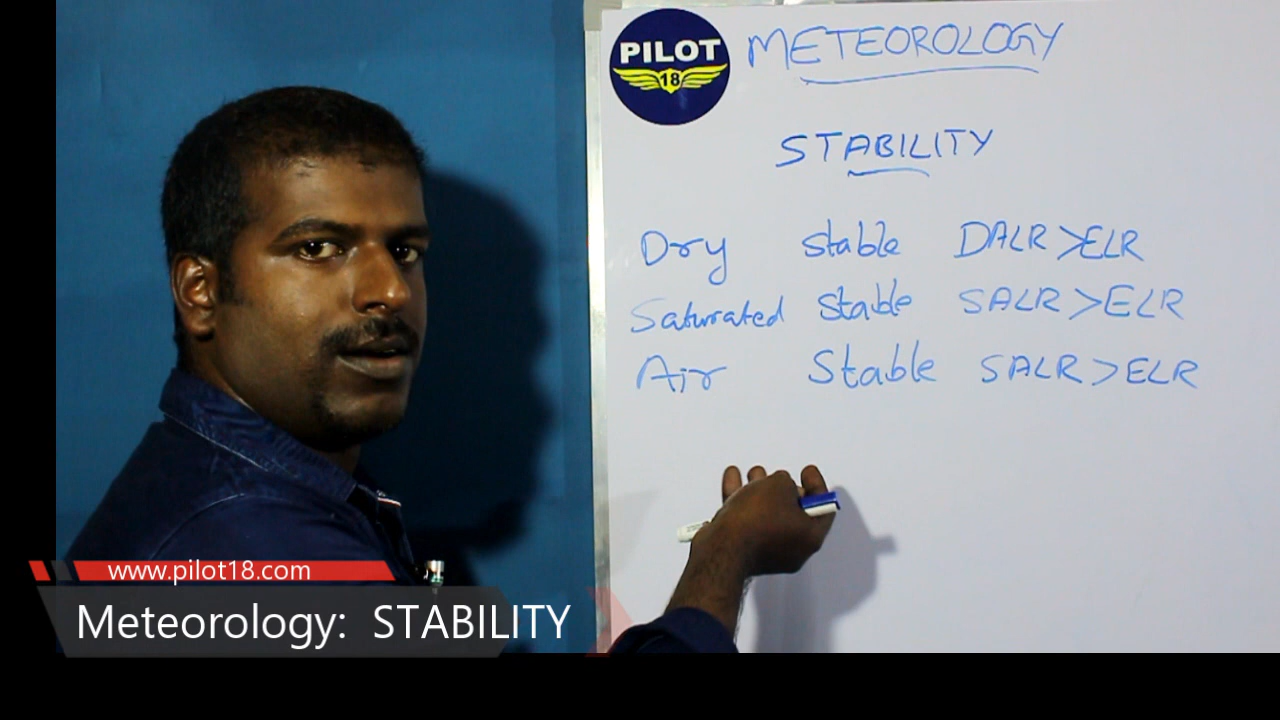 PILOT
18
METEOROLOGY
STABILITY
Dry stable DALR>ELR
Saturated stable SALR>ELR
Air Stable SALR>ELR
www.pilot18.com
Meteorology: STABILITY